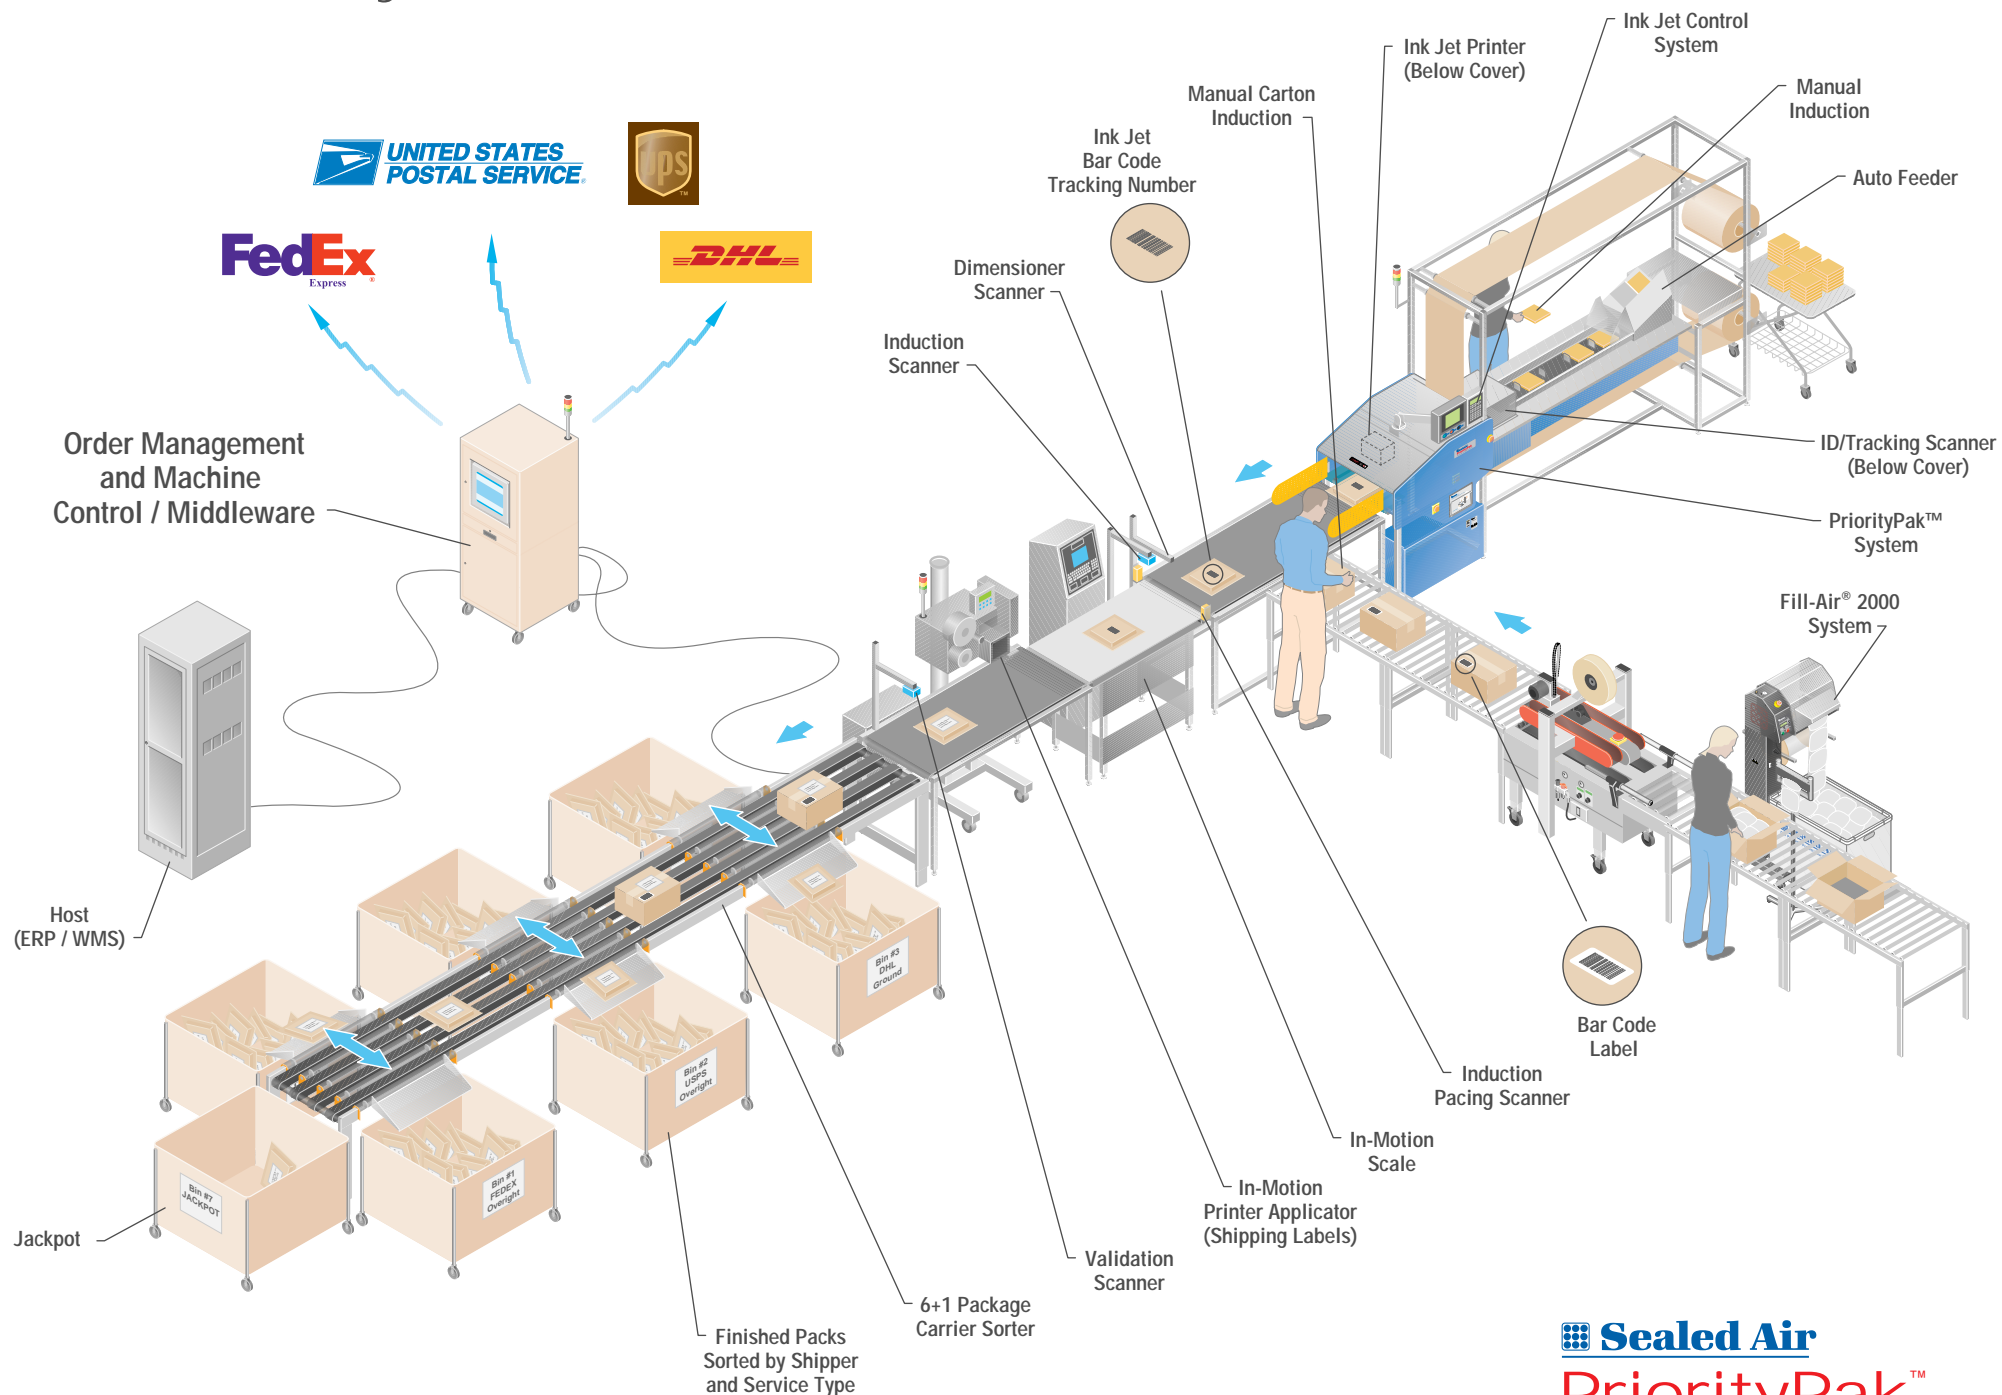 Ink Jet Control
System
Ink Jet Printer
(Below Cover)
Manual
Induction
Manual Carton
Induction
Ink Jet
Bar Code
Tracking Number
UNITED STATES
POSTAL SERVICE®
ups
TM
Auto Feeder
FedEx®
Express
DHL
Dimensioner
Scanner
Induction
Scanner
Order Management
and Machine
Control / Middleware
ID/Tracking Scanner
(Below Cover)
PriorityPak™
System
Fill-Air® 2000
System
Host
(ERP / WMS)
Bin #3
DHL
Ground
Bar Code
Label
Bin #2
USPS
Overight
Induction
Pacing Scanner
In-Motion
Scale
Bin #1
FEDEX
Overight
Bin #7
JACKPOT
In-Motion
Printer Applicator
(Shipping Labels)
Jackpot
Validation
Scanner
6+1 Package
Carrier Sorter
Finished Packs
Sorted by Shipper
and Service Type
Sealed Air
PriorityPak™